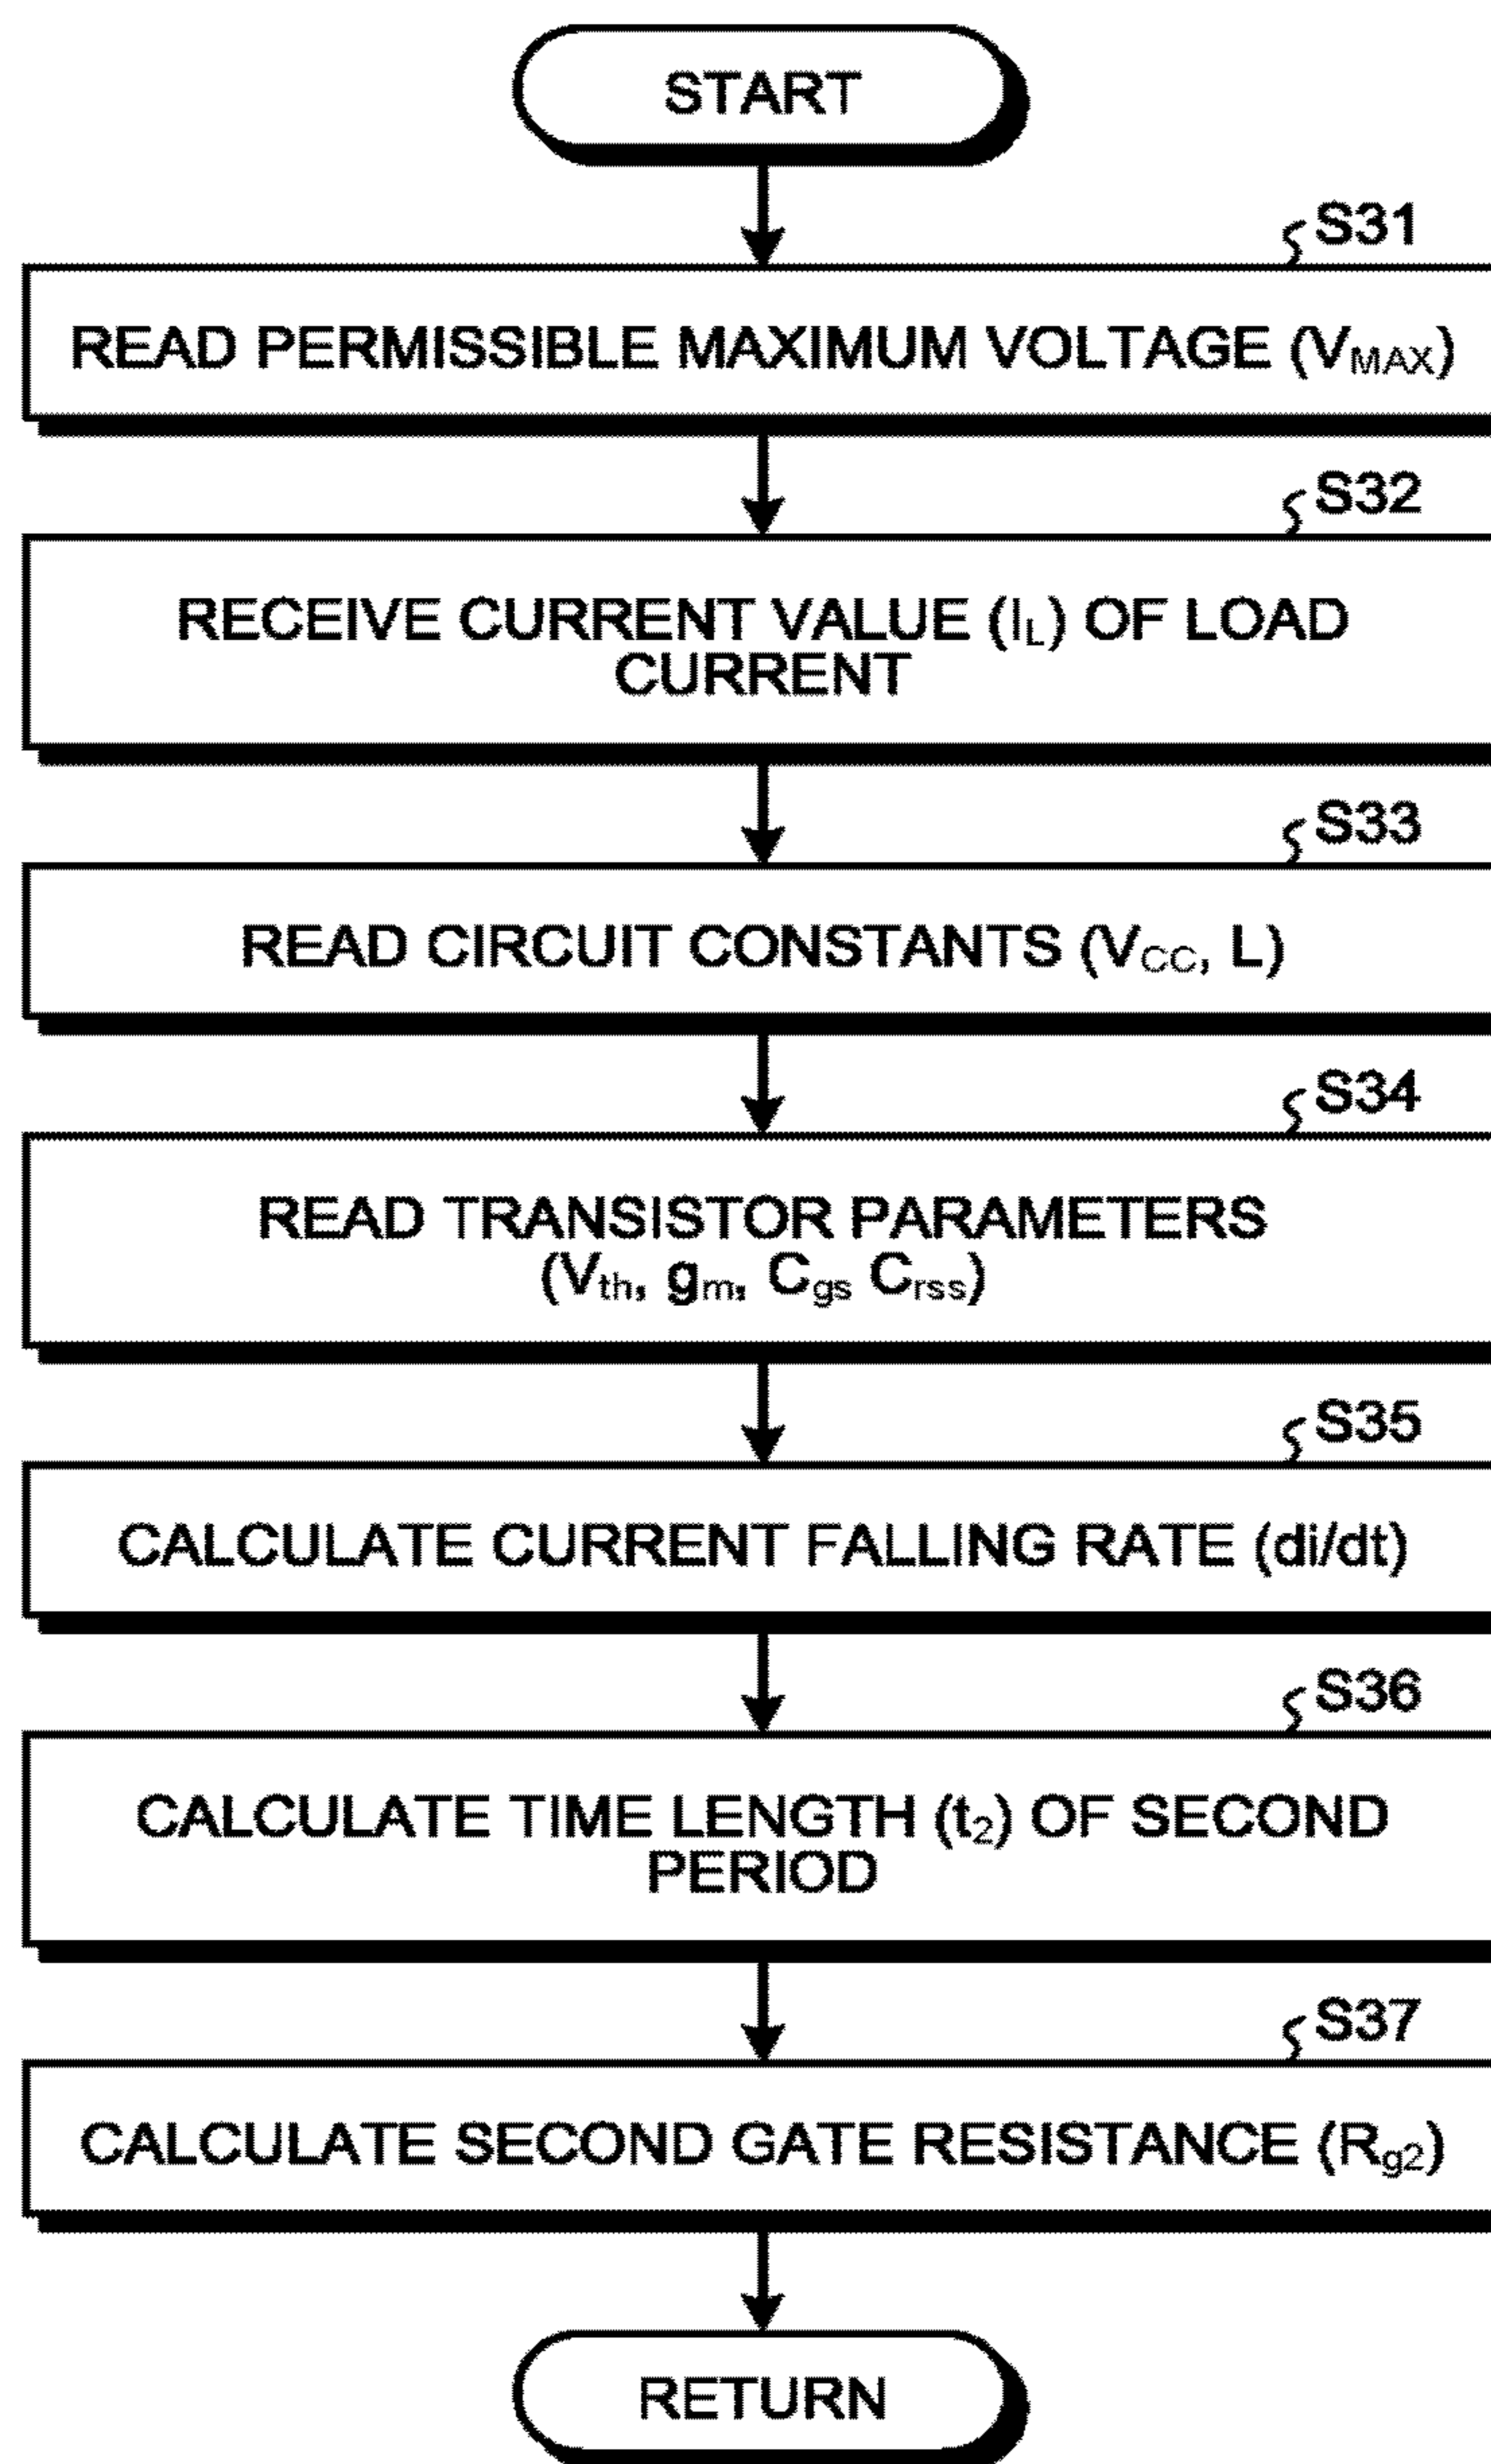 START
S31
READ PERMISSIBLE MAXIMUM VOLTAGE (VMAX)
S32
RECEIVE CURRENT VALUE (IL) OF LOAD
CURRENT
S33
READ CIRCUIT CONSTANTS (VCC, L)
S34
READ TRANSISTOR PARAMETERS
(Vth, gm, Cgs Crss)
S35
CALCULATE CURRENT FALLING RATE (di/dt)
S36
CALCULATE TIME LENGTH (t2) OF SECOND
PERIOD
S37
CALCULATE SECOND GATE RESISTANCE (Rg2)
RETURN